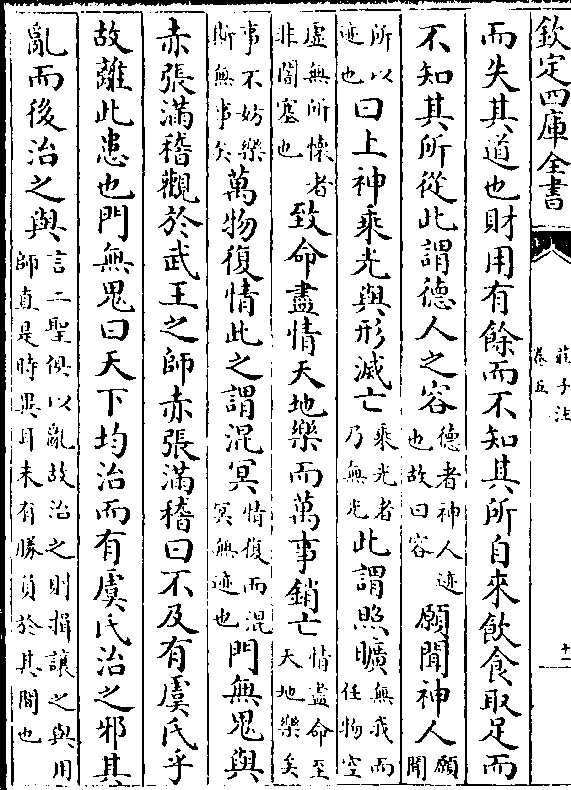 欽定四庫全書
莊子注
卷五
十二
而失其道也財用有餘而不知其所自來飲食取足而
不知其所從此謂德人之容德者神人迹也故曰容願聞神人願聞
所以迹也曰上神乘光與形滅亡乘光者乃無光此謂照曠無我而任物空
虛無所懷者非闇塞也致命盡情天地樂而萬事銷亡情盡命至天地樂矣
事不妨樂斯無事矣萬物復情此之謂混冥情復而混冥無迹也門無鬼與
赤張滿稽觀於武王之師赤張滿稽曰不及有虞氏乎
故離此患也門無鬼曰天下均治而有虞氏治之邪其
亂而後治之與言二聖俱以亂故治之則揖讓之與用師直是時異耳未有勝負於其間也